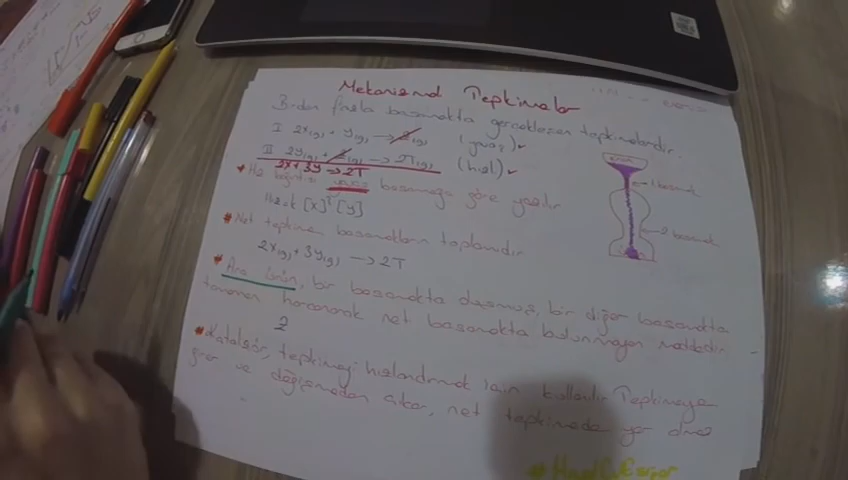 Mekanizmalı Tepkimeler
3-den fazla basamakta gerçekleşen tepkimelerdir.
I 2X(g) + Y(g) → Z(g) (yavaş)
II 2Y(g) + Z(g) → 2T(g) (hızlı)
2X+3Y→2T
* Hız bağıntısı yavaş basamağa göre yazılır
Hız=k [X]² [Y]
* Net tepkime basamakların toplamıdır
2X(g) + 3Y(g) → 2T
* Ara ürün, bir basamakta oluşmuş, bir diğer basamakta
tamamen harcanarak net basamakta bulunmayan maddedir
Z
* Katalizör, tepkimeyi hızlandırmak için kullanılır. Tepkimeye
girer ve değişmeden çıkar, net tepkimede yer almaz
1 basamak
2 basamak